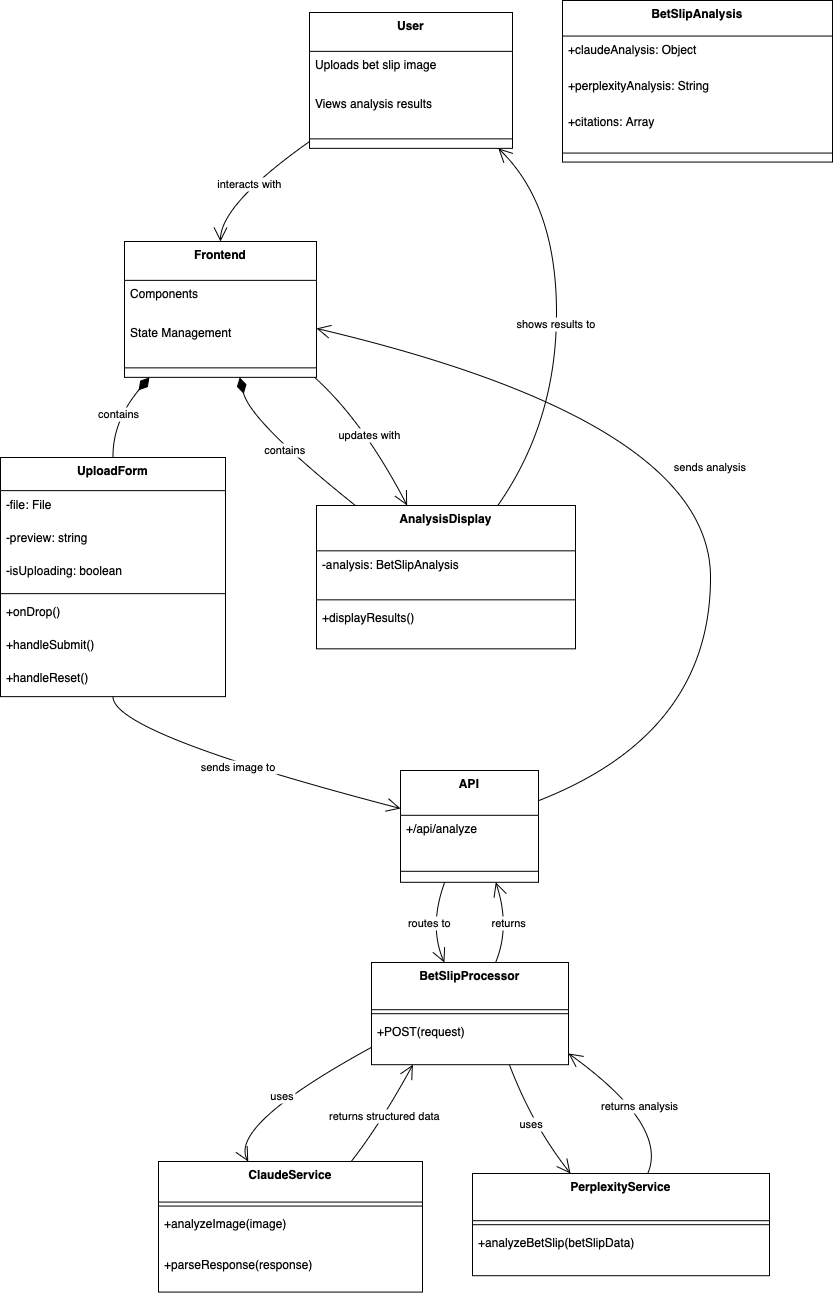 User
Uploads bet slip image
Views analysis results
BetSlipAnalysis
+claudeAnalysis: Object
+perplexityAnalysis: String
+citations: Array
interacts with
Frontend
Components
State Management
shows results to
contains
contains
updates with
sends analysis
UploadForm
-file: File
-preview: string
-isUploading: boolean
+onDrop()
+handleSubmit()
+handleReset()
AnalysisDisplay
-analysis: BetSlipAnalysis
+displayResults()
sends image to
API
+/api/analyze
routes to
returns
BetSlipProcessor
+POST(request)
uses
returns structured data
uses
returns analysis
ClaudeService
+analyzeImage(image)
+parseResponse(response)
PerplexityService
+analyzeBetSlip(betSlipData)